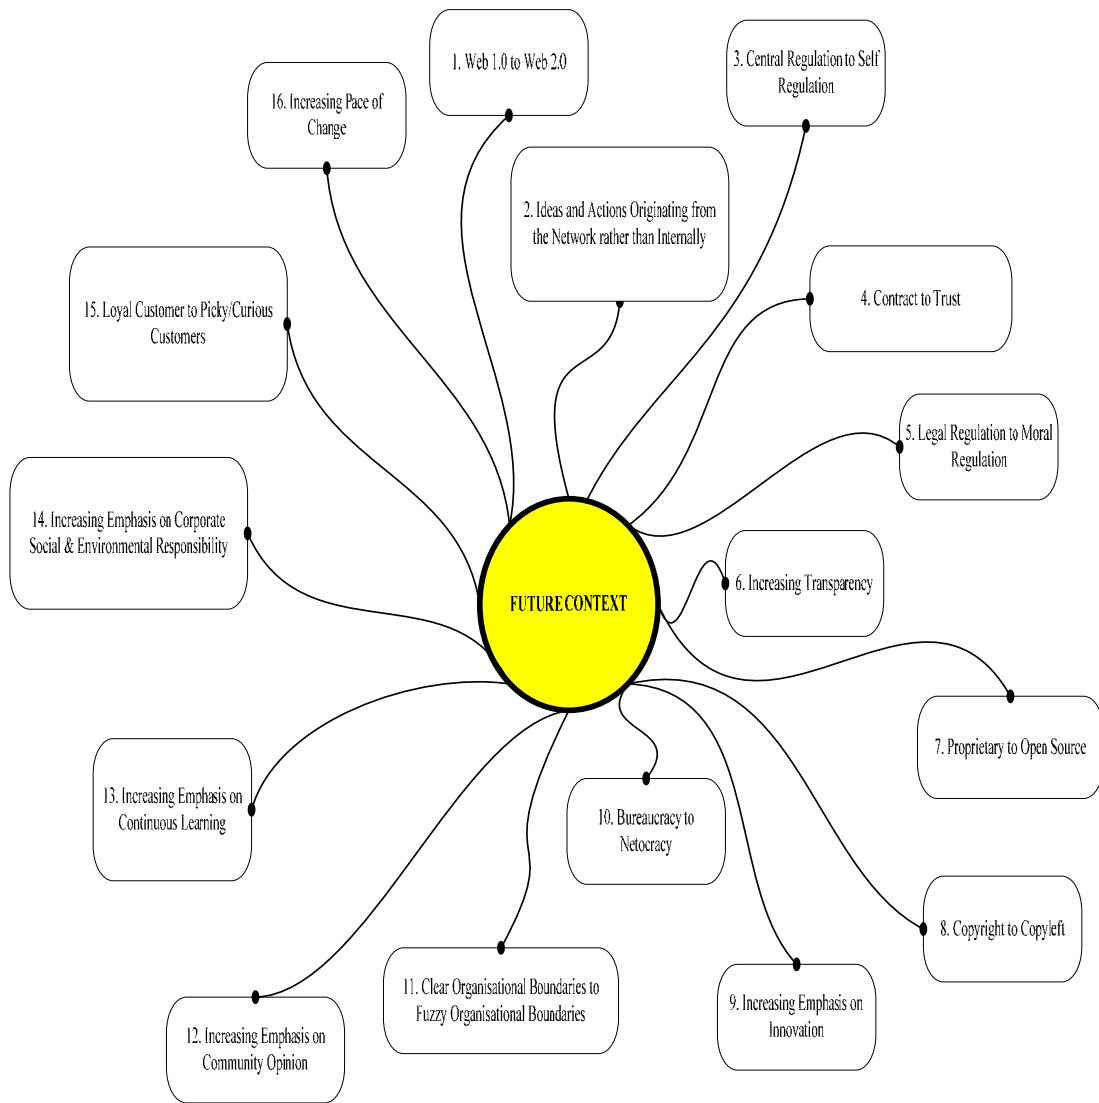 1. Web 1.0 to Web 2.0
2. Ideas and Actions Originating from
the Network rather than Internally
3. Central Regulation to Self
Regulation
4. Contract to Trust
5. Legal Regulation to Moral
Regulation
6. Increasing Transparency
7. Proprietary to Open Source
8. Copyright to Copyleft
9. Increasing Emphasis on
Innovation
10. Bureaucracy to
Netocracy
11. Clear Organisational Boundaries to
Fuzzy Organisational Boundaries
12. Increasing Emphasis on
Community Opinion
13. Increasing Emphasis on
Continuous Learning
14. Increasing Emphasis on Corporate
Social & Environmental Responsibility
15. Loyal Customer to Picky/Curious
Customers
16. Increasing Pace of
Change
FUTURE CONTEXT